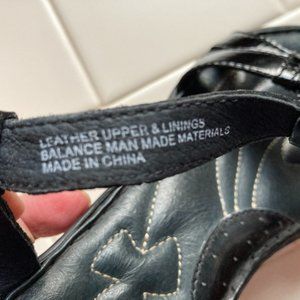 LEATHER UPPER & LININGS
BALANCE MAN MADE MATERIALS
MADE IN CHINA